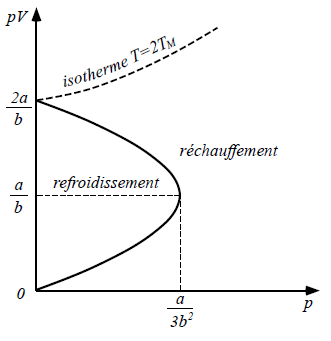 pV
isotherme T=2T_M
2a/b
réchauffement
refroidissement
a/b
0
p
a/3b²